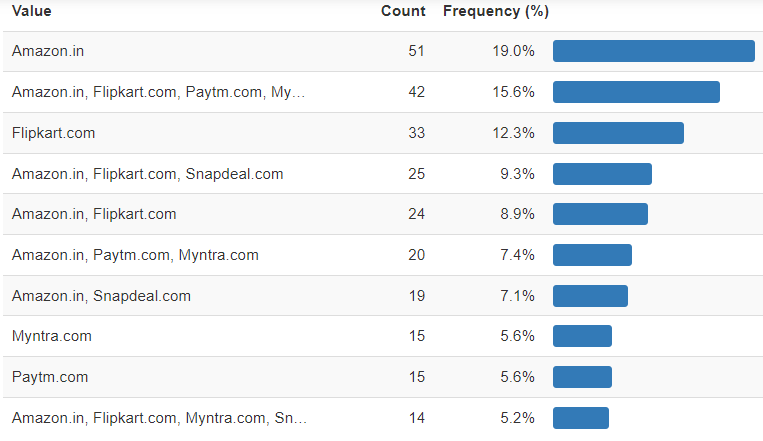 Value Count Frequency (%)
Amazon.in 51 19.0%
Amazon.in, Flipkart.com, Paytm.com, My… 42 15.6%
Flipkart.com 33 12.3%
Amazon.in, Flipkart.com, Snapdeal.com 25 9.3%
Amazon.in, Flipkart.com 24 8.9%
Amazon.in, Paytm.com, Myntra.com 20 7.4%
Amazon.in, Snapdeal.com 19 7.1%
Myntra.com 15 5.6%
Paytm.com 15 5.6%
Amazon.in, Flipkart.com, Myntra.com, Sn… 14 5.2%